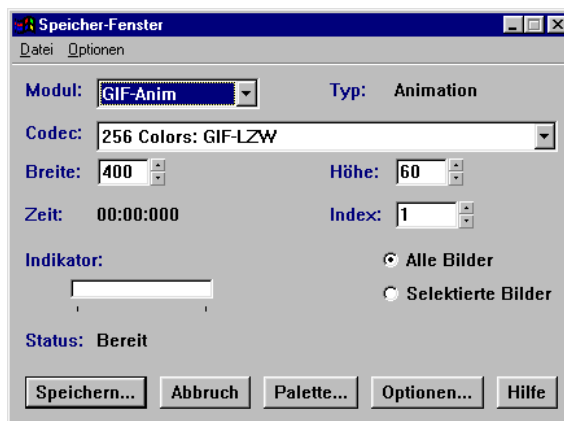 Speicher-Fenster
Datei Optionen
Modul: GIF-Anim Typ: Animation
Codec: 256 Colors: GIF-LZW
Breite: 400 Höhe: 60
Zeit: 00:00:000 Index: 1
Indikator: Alle Bilder
Selektierte Bilder
Status: Bereit
Speichern... Abbruch Palette... Optionen... Hilfe